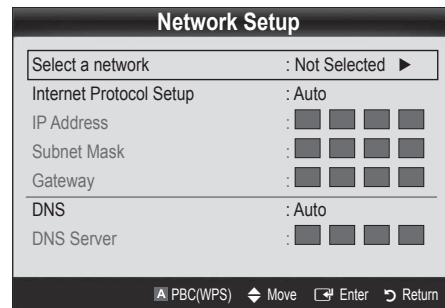 Network Setup
Select a network : Not Selected ▶
Internet Protocol Setup : Auto
IP Address :
Subnet Mask :
Gateway :
DNS : Auto
DNS Server :
A PBC(WPS) Move Enter Return